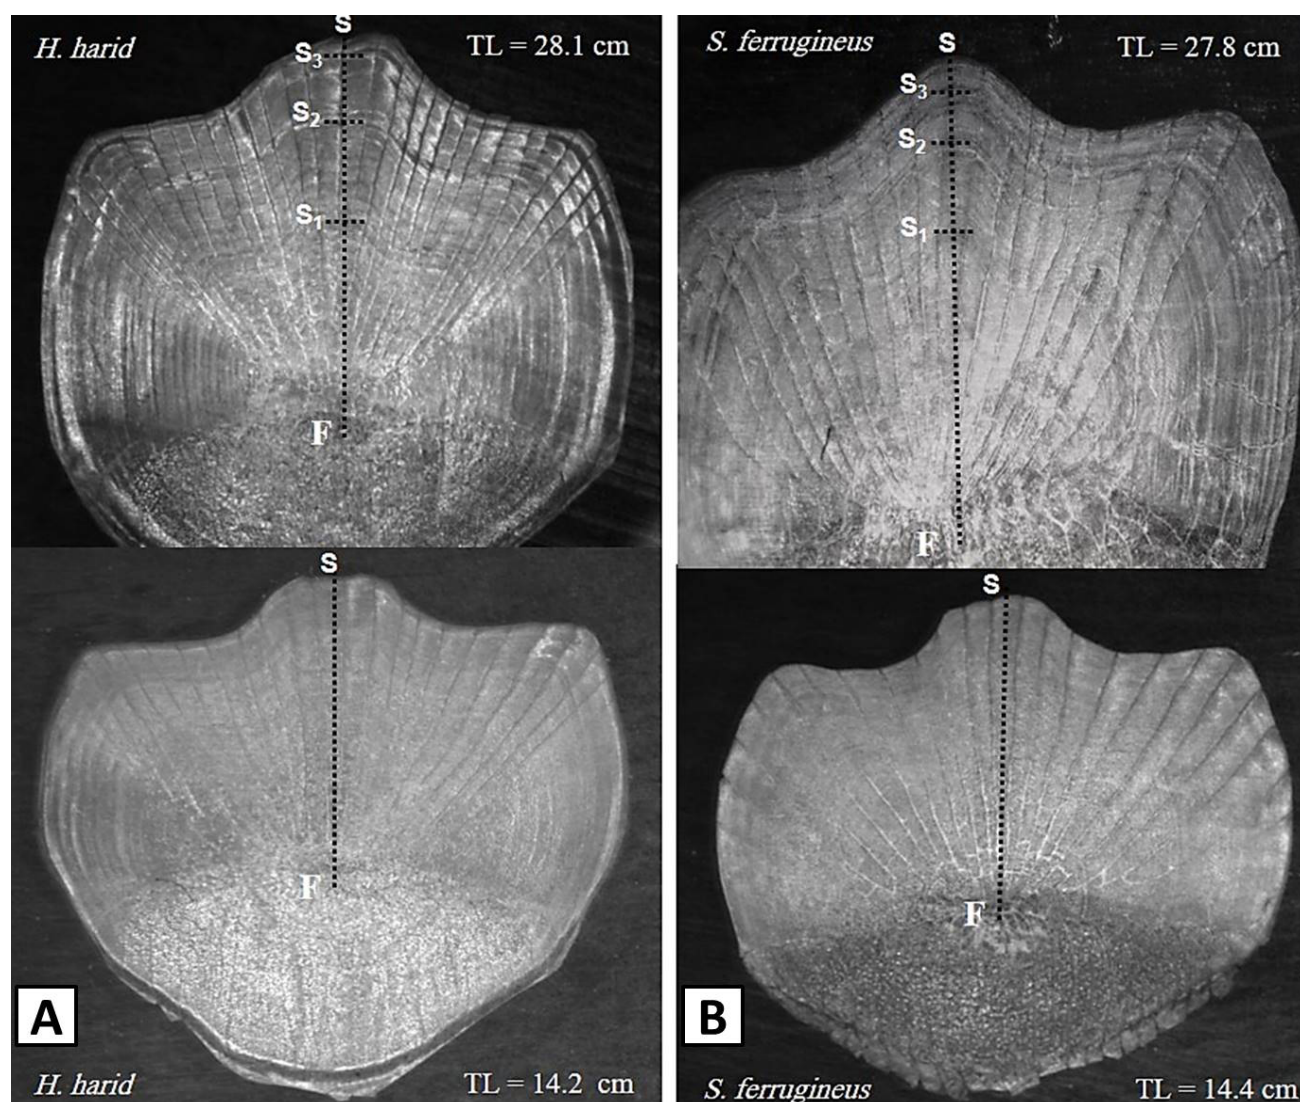 H. harid
TL = 28.1 cm
S
S3
S2
S1
F
S. ferrugineus
TL = 27.8 cm
S
S3
S2
S1
F
S
F
A
H. harid
TL = 14.2 cm
S
F
B
S. ferrugineus
TL = 14.4 cm